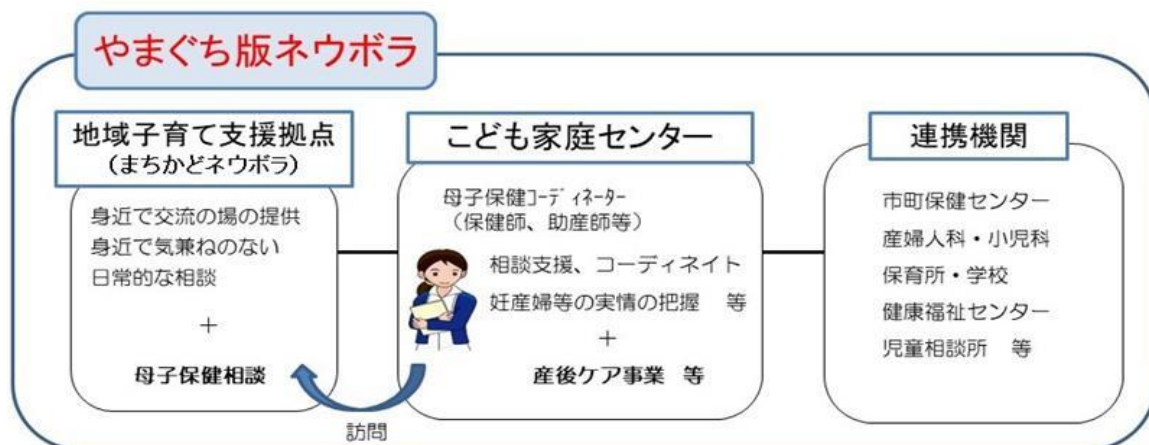 やまぐち版ネウボラ
地域子育て支援拠点
(まちかどネウボラ)
身近で交流の場の提供
身近で気兼ねのない
日常的な相談
+
母子保健相談
こども家庭センター
母子保健コーディネーター
(保健師、助産師等)
相談支援、コーディネイト
妊産婦等の実情の把握 等
+
産後ケア事業 等
訪問
連携機関
市町保健センター
産婦人科・小児科
保育所・学校
健康福祉センター
児童相談所 等